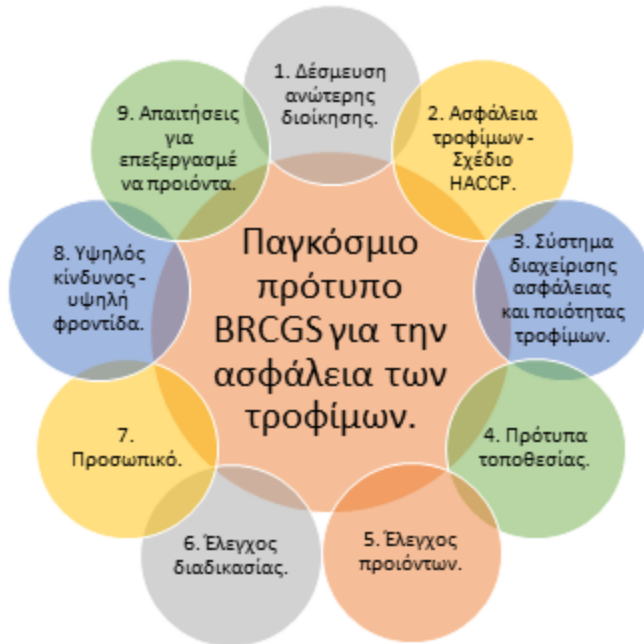 1. Δέσμευση
ανώτερης
διοίκησης.
2. Ασφάλεια
τροφίμων -
Σχέδιο
HACCP.
3. Σύστημα
διαχείρισης
ασφάλειας
και ποιότητας
τροφίμων.
4. Πρότυπα
τοποθεσίας.
5. Έλεγχος
προιόντων.
6. Έλεγχος
διαδικασίας.
7.
Προσωπικό.
8. Υψηλός
κίνδυνος -
υψηλή
φροντίδα.
9. Απαιτήσεις
για
επεξεργασμέ
να προιόντα.
Παγκόσμιο
πρότυπο
BRCGS για την
ασφάλεια των
τροφίμων.